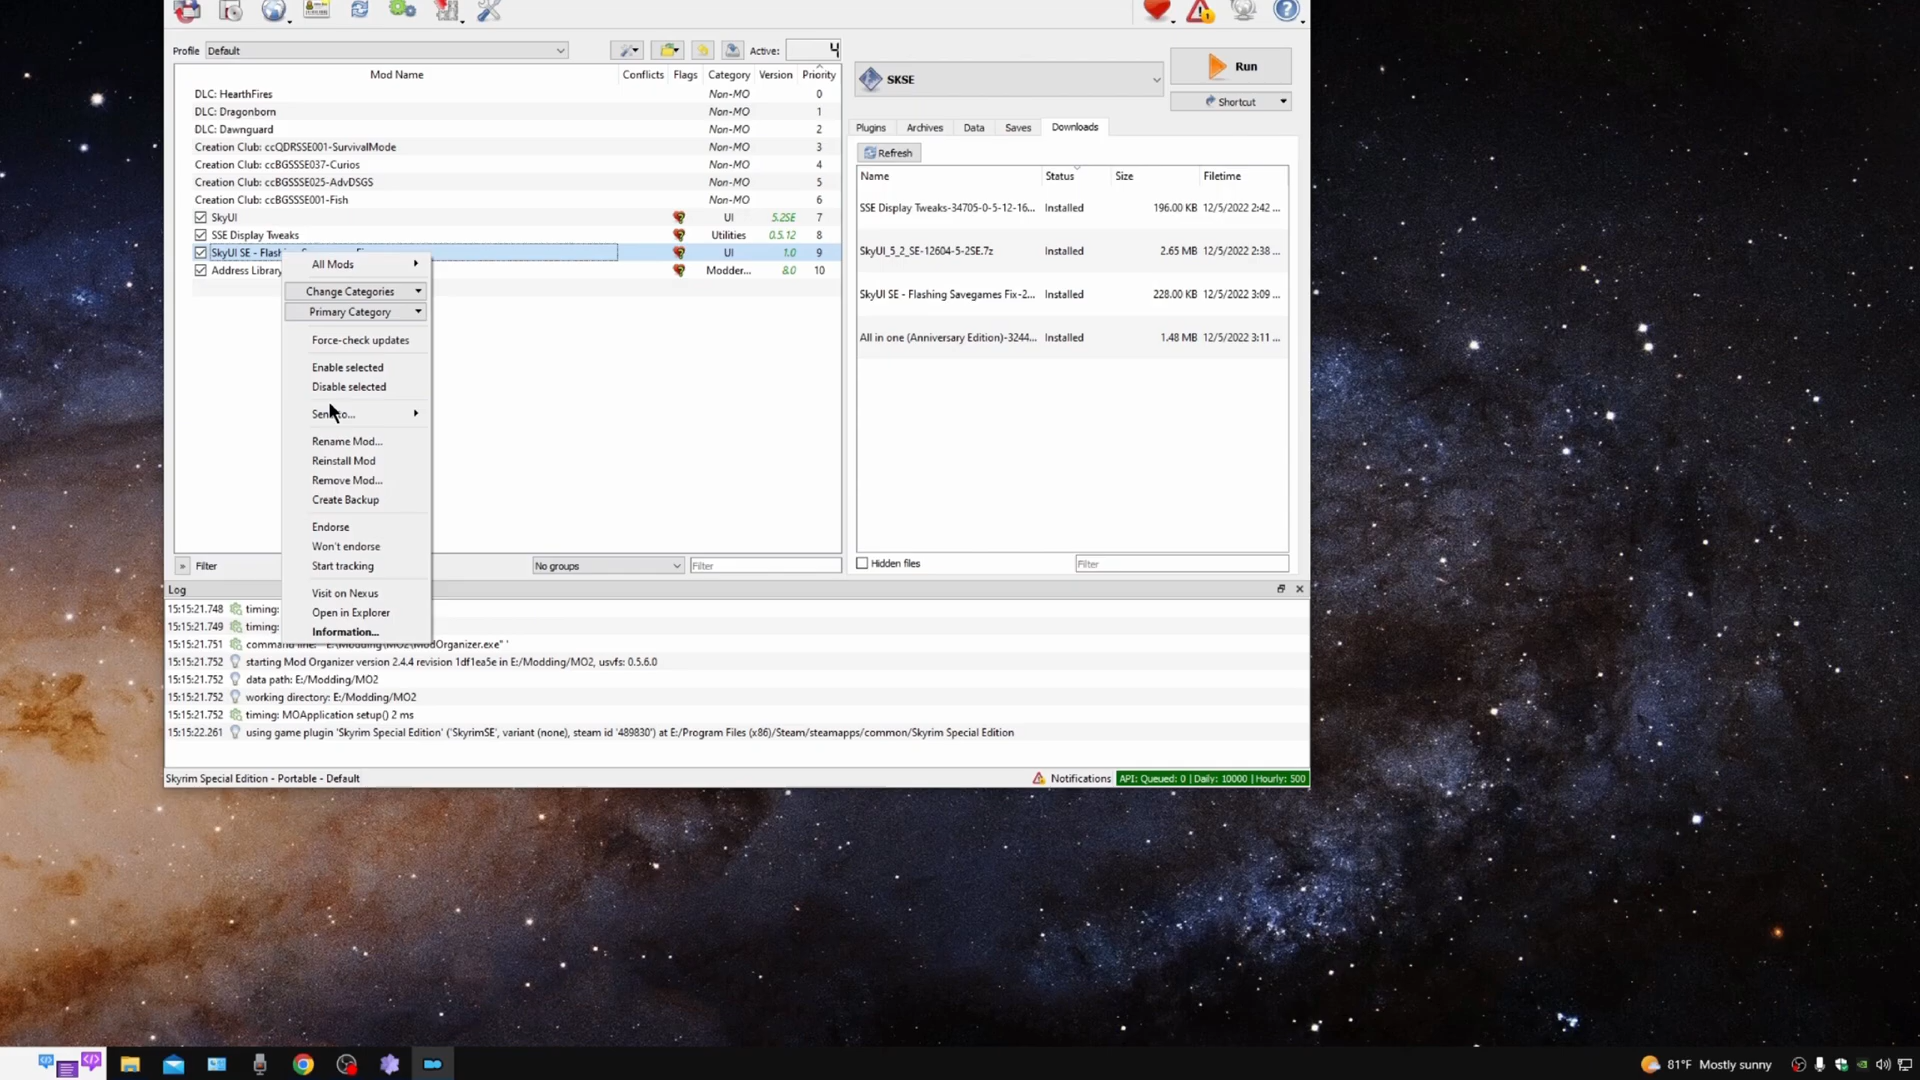 Profile Default Active: 4
Mod Name Conflicts Flags Category Version Priority
DLC: HearthFires Non-MO 0
DLC: Dragonborn Non-MO 1
DLC: Dawnguard Non-MO 2
Creation Club: ccQDRSSE001-SurvivalMode Non-MO 3
Creation Club: ccBGSSSE037-Curios Non-MO 4
Creation Club: ccBGSSSE025-AdvDSGS Non-MO 5
Creation Club: ccBGSSSE001-Fish Non-MO 6
SkyUI UI 5.2SE 7
SSE Display Tweaks Utilities 0.5.12 8
SkyUI SE - UI 1.0 9
Address Library Modder... 8.0 10
All Mods
Change Categories
Primary Category
Force-check updates
Enable selected
Disable selected
Send to...
Rename Mod...
Reinstall Mod
Remove Mod...
Create Backup
Endorse
Won't endorse
Start tracking
Visit on Nexus
Open in Explorer
Information...
» Filter No groups Filter
SKSE
Run
Shortcut
Plugins Archives Data Saves Downloads
Refresh
Name Status Size Filetime
SSE Display Tweaks-34705-0-5-12-16... Installed 196.00 KB 12/5/2022 2:42 ...
SkyUI_5_2_SE-12604-5-2SE.7z Installed 2.65 MB 12/5/2022 2:38 ...
SkyUI SE - Flashing Savegames Fix-2... Installed 228.00 KB 12/5/2022 3:09 ...
All in one (Anniversary Edition)-3244... Installed 1.48 MB 12/5/2022 3:11 ...
Hidden files Filter
Log
15:15:21.748 timing:
15:15:21.749 timing:
15:15:21.751 command line: E:\Modding\MO2\ModOrganizer.exe" '
15:15:21.752 starting Mod Organizer version 2.4.4 revision 1df1ea5e in E:/Modding/MO2, usvfs: 0.5.6.0
15:15:21.752 data path: E:/Modding/MO2
15:15:21.752 working directory: E:/Modding/MO2
15:15:21.752 timing: MOApplication setup() 2 ms
15:15:22.261 using game plugin 'Skyrim Special Edition' ('SkyrimSE', variant (none), steam id '489830') at E:/Program Files (x86)/Steam/steamapps/common/Skyrim Special Edition
Skyrim Special Edition - Portable - Default Notifications API: Queued: 0 | Daily: 10000 | Hourly: 500
81°F Mostly sunny